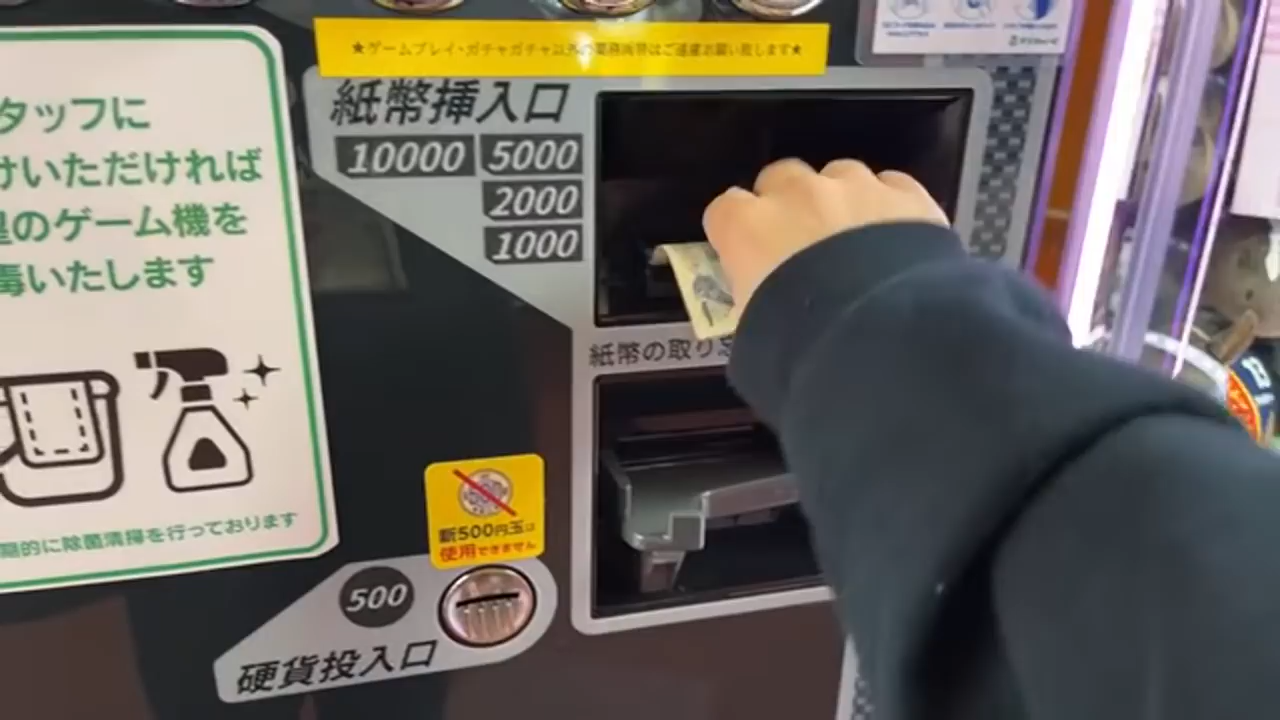 ★ゲームプレイ・ガチャガチャ以外の業務両替はご遠慮お願い致します★
紙幣挿入口
10000 5000
2000
1000
タッフに
けいただければ
のゲーム機を
毒いたします
期的に除菌清掃を行っております
紙幣の取り忘
新500円玉は
使用できません
500
硬貨投入口